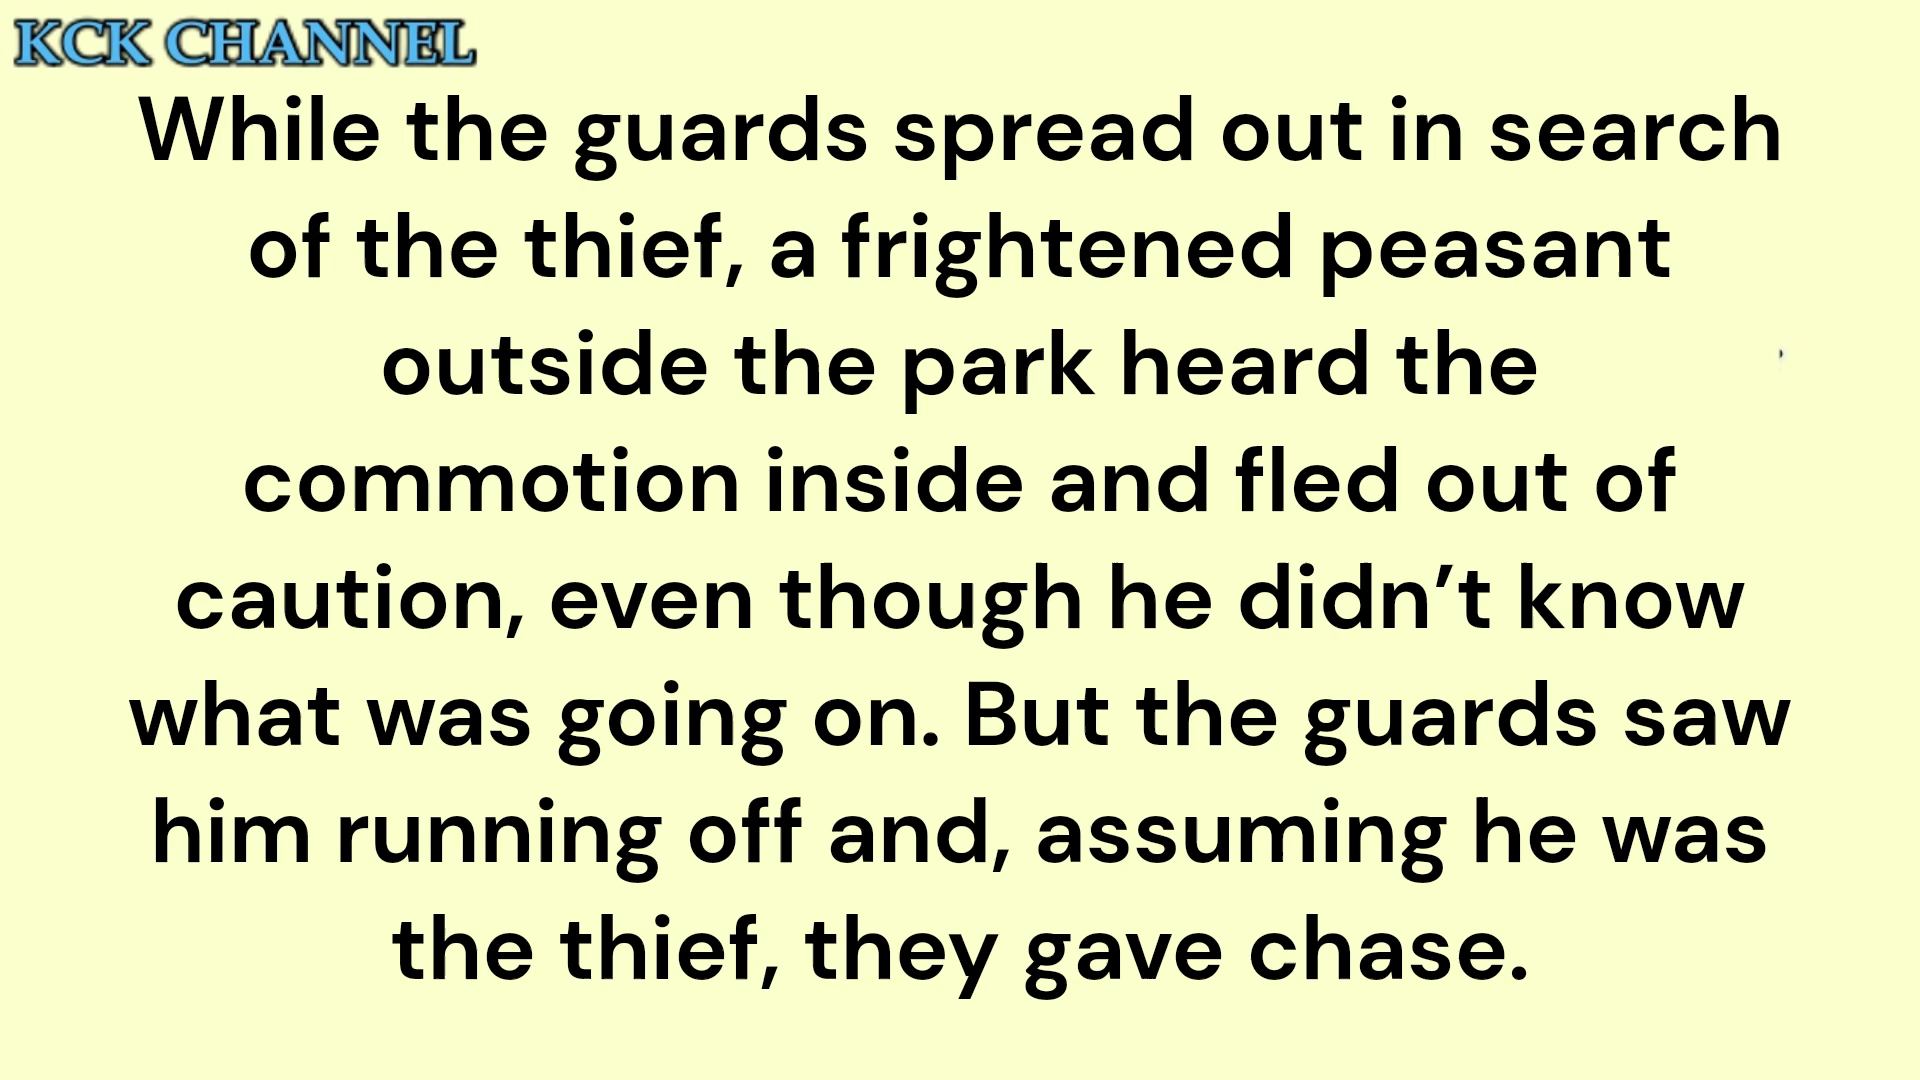 KCK CHANNEL
While the guards spread out in search
of the thief, a frightened peasant
outside the park heard the
commotion inside and fled out of
caution, even though he didn’t know
what was going on. But the guards saw
him running off and, assuming he was
the thief, they gave chase.